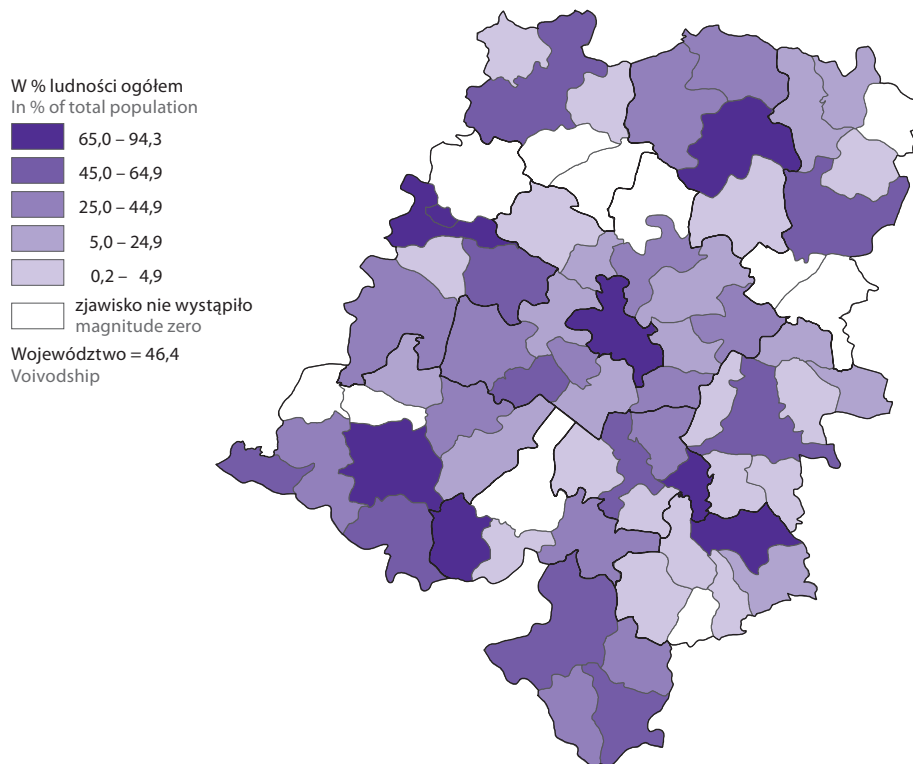 W % ludności ogółem
In % of total population
65,0 – 94,3
45,0 – 64,9
25,0 – 44,9
5,0 – 24,9
0,2 – 4,9
zjawisko nie wystąpiło
magnitude zero
Województwo = 46,4
Voivodship